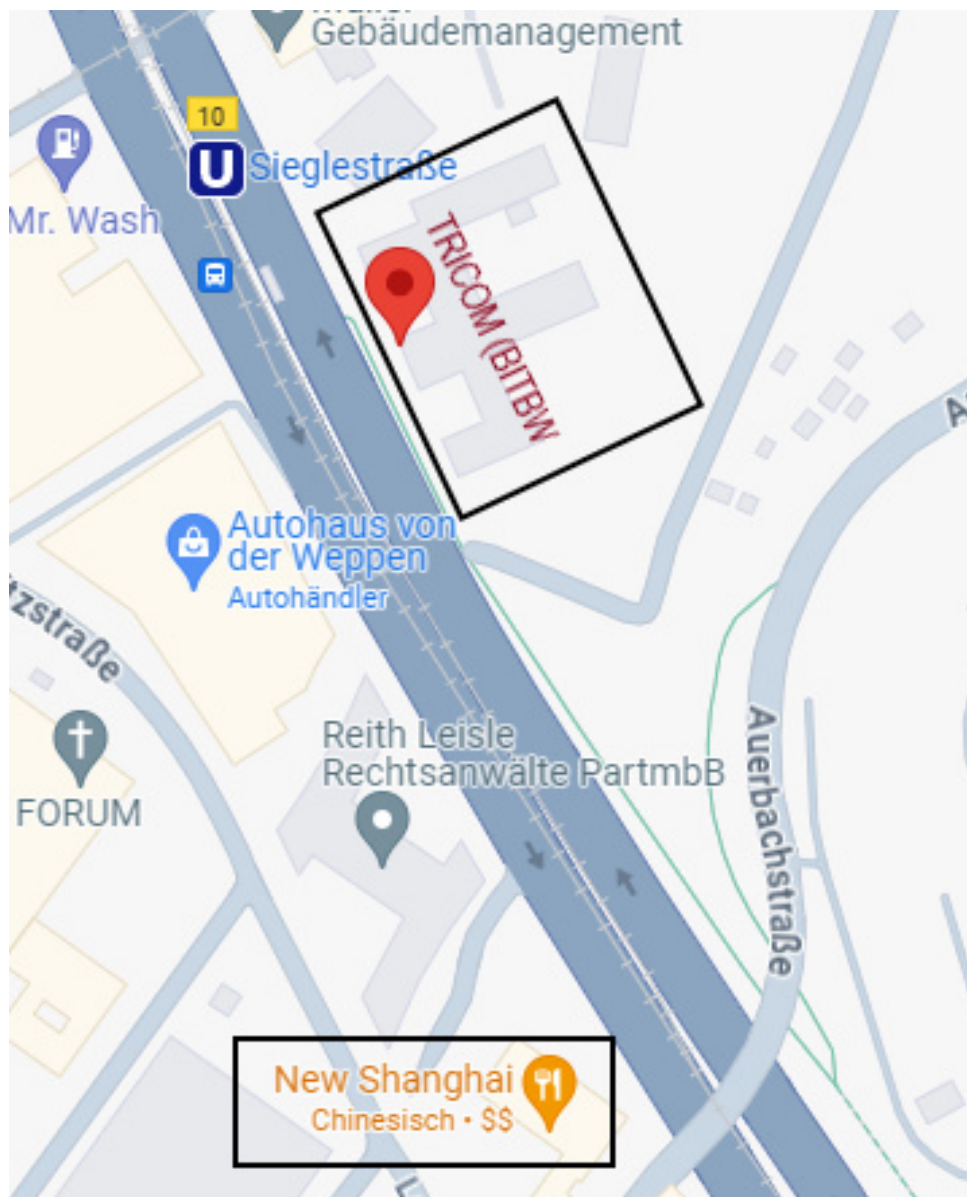 Gebäudemanagement
10
U
Sieglestraße
Mr. Wash
TRICOM (BITBW
Autohaus von
der Weppen
Autohändler
tzstraße
Reith Leisle
Rechtsanwälte PartmbB
FORUM
Auerbachstraße
New Shanghai
Chinesisch • $$